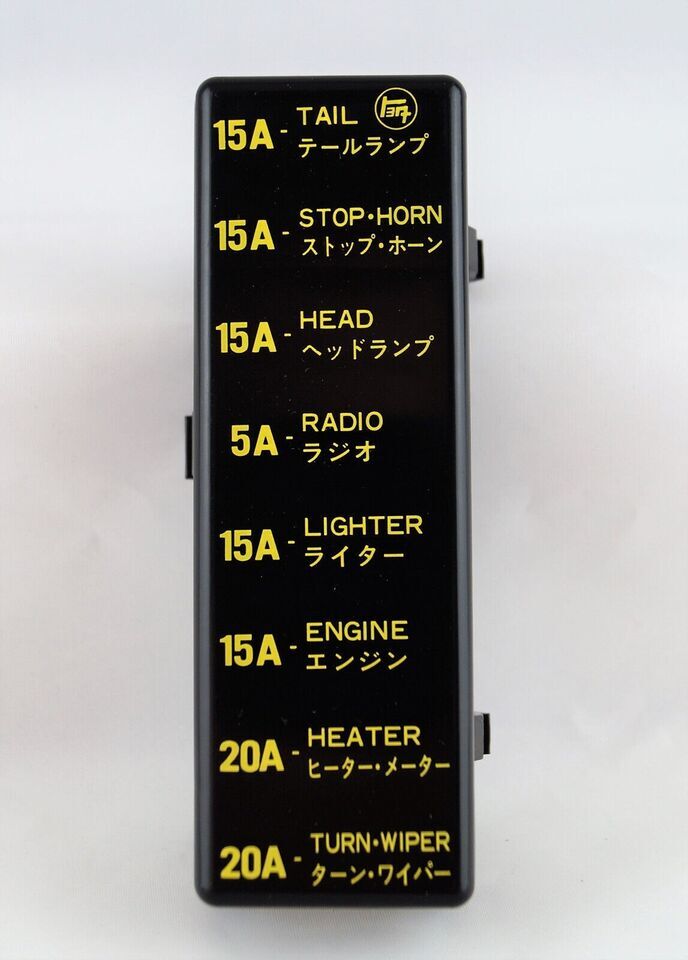 15A - TAIL トヨタ
テールランプ
15A - STOP・HORN
ストップ・ホーン
15A - HEAD
ヘッドランプ
5A - RADIO
ラジオ
15A - LIGHTER
ライター
15A - ENGINE
エンジン
20A - HEATER
ヒーター・メーター
20A - TURN・WIPER
ターン・ワイパー